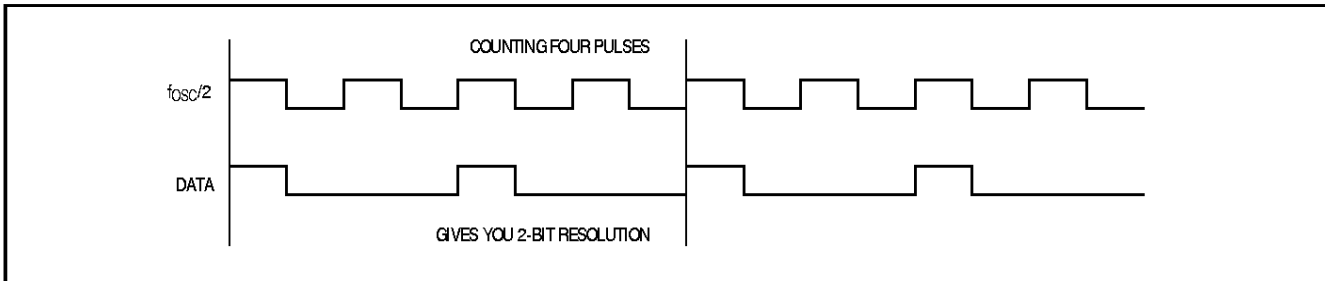 COUNTING FOUR PULSES
fOSC/2
DATA
GIVES YOU 2-BIT RESOLUTION